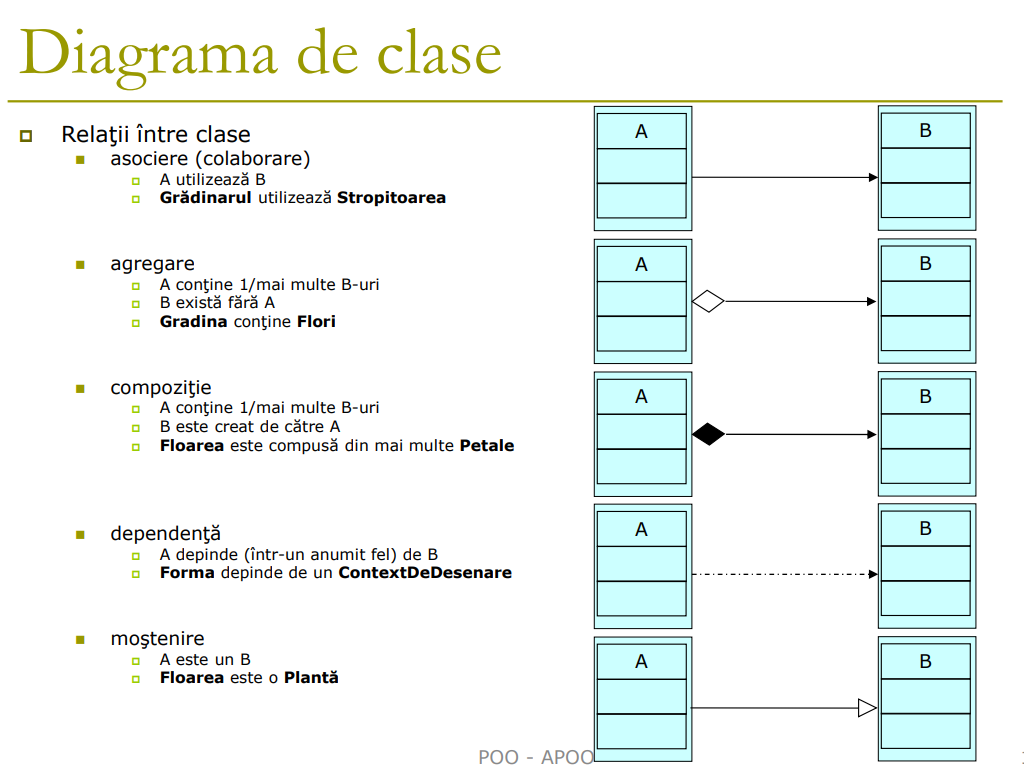 Diagrama de clase
Relaţii între clase
asociere (colaborare)
A utilizează B
Grădinarul utilizează Stropitoarea
A
B
agregare
A conţine 1/mai multe B-uri
B există fără A
Gradina conţine Flori
A
B
compoziţie
A conţine 1/mai multe B-uri
B este creat de către A
Floarea este compusă din mai multe Petale
A
B
dependenţă
A depinde (într-un anumit fel) de B
Forma depinde de un ContextDeDesenare
A
B
moştenire
A este un B
Floarea este o Plantă
A
B
POO - APOO